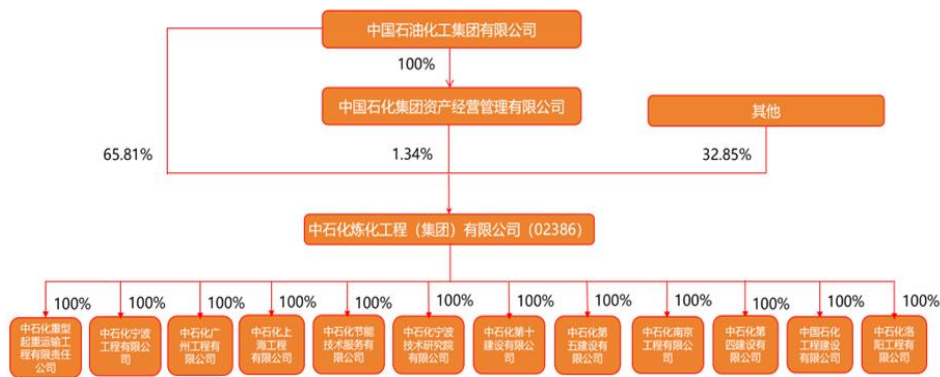 中国石油化工集团有限公司
100%
中国石化集团资产经营管理有限公司
其他
65.81%
1.34%
32.85%
中石化炼化工程（集团）有限公司（02386）
100%
100%
100%
100%
100%
100%
100%
100%
100%
100%
100%
100%
中石化重型
起重运输工
程有限责任
公司
中石化宁波
工程有限公
司
中石化广
州工程有
限公司
中石化上
海工程
有限公司
中石化节能
技术服务有
限公司
中石化宁波
技术研究院
有限公司
中石化第十
建设有限公
司
中石化第
五建设有
限公司
中石化南京
工程有限公
司
中石化第
四建设有
限公司
中国石化
工程建设
有限公司
中石化洛
阳工程有
限公司